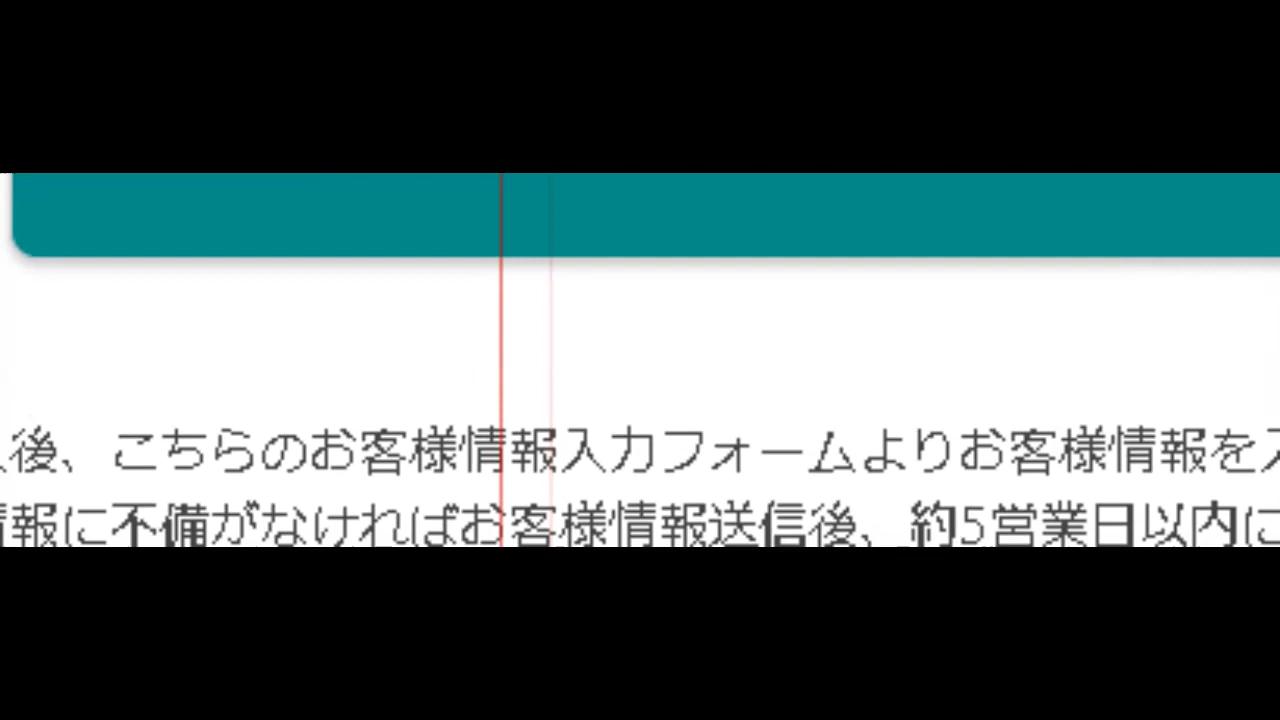 後、こちらのお客様情報入力フォームよりお客様情報を入
情報に不備がなければお客様情報送信後、約5営業日以内に